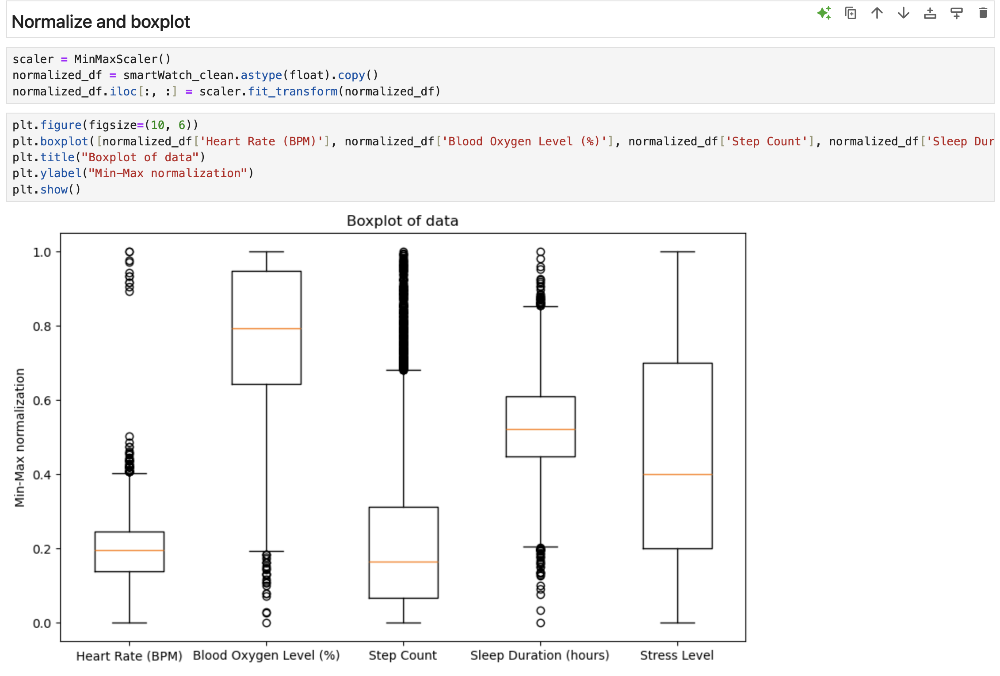 Normalize and boxplot
scaler = MinMaxScaler()
normalized_df = smartWatch_clean.astype(float).copy()
normalized_df.iloc[:, :] = scaler.fit_transform(normalized_df)
plt.figure(figsize=(10, 6))
plt.boxplot([normalized_df['Heart Rate (BPM)'], normalized_df['Blood Oxygen Level (%)'], normalized_df['Step Count'], normalized_df['Sleep Dur
plt.title("Boxplot of data")
plt.ylabel("Min-Max normalization")
plt.show()
Boxplot of data
Min-Max normalization
1.0
0.8
0.6
0.4
0.2
0.0
Heart Rate (BPM) Blood Oxygen Level (%) Step Count Sleep Duration (hours) Stress Level